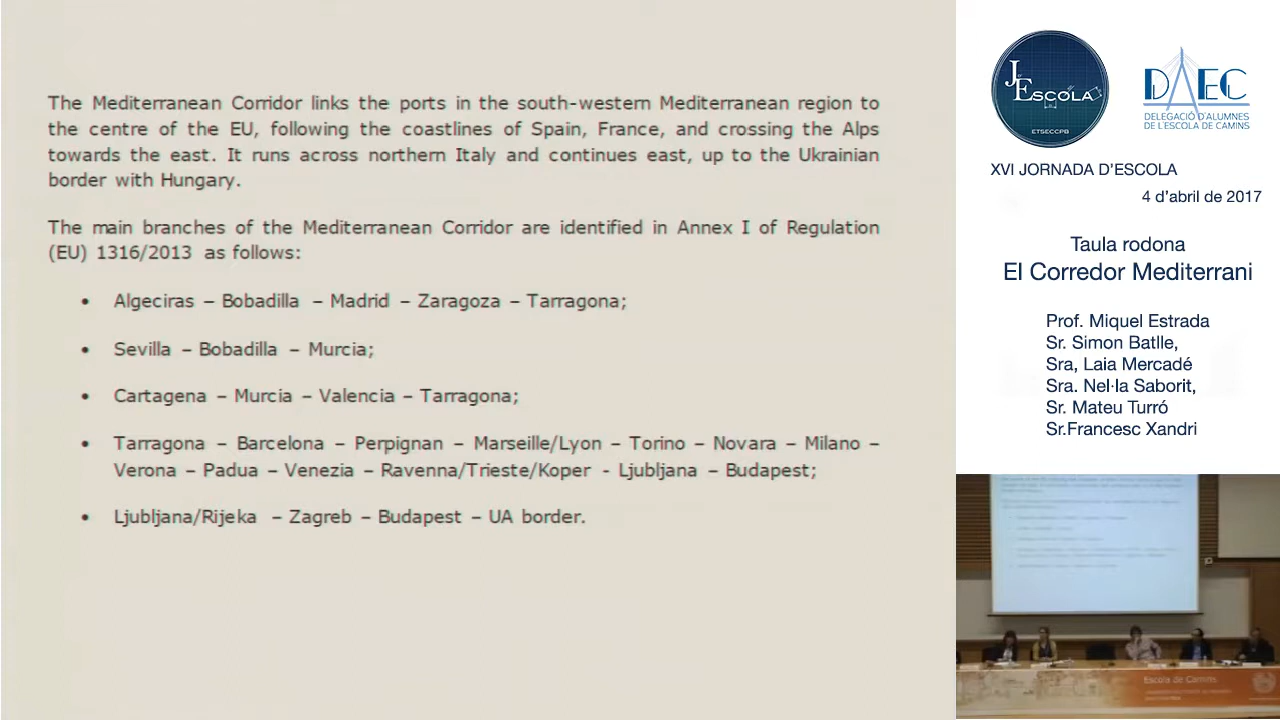 The Mediterranean Corridor links the ports in the south-western Mediterranean region to
the centre of the EU, following the coastlines of Spain, France, and crossing the Alps
towards the east. It runs across northern Italy and continues east, up to the Ukrainian
border with Hungary.
The main branches of the Mediterranean Corridor are identified in Annex I of Regulation
(EU) 1316/2013 as follows:
• Algeciras – Bobadilla – Madrid – Zaragoza – Tarragona;
• Sevilla – Bobadilla – Murcia;
• Cartagena – Murcia – Valencia – Tarragona;
• Tarragona – Barcelona – Perpignan – Marseille/Lyon – Torino – Novara – Milano –
Verona – Padua – Venezia – Ravenna/Trieste/Koper - Ljubljana – Budapest;
• Ljubljana/Rijeka – Zagreb – Budapest – UA border.
J
ESCOLA
ETSECCPB
DAEC
DELEGACIÓ D'ALUMNES
DE L'ESCOLA DE CAMINS
XVI JORNADA D'ESCOLA
4 d'abril de 2017
Taula rodona
El Corredor Mediterrani
Prof. Miquel Estrada
Sr. Simon Batlle,
Sra, Laia Mercadé
Sra. Nel·la Saborit,
Sr. Mateu Turró
Sr.Francesc Xandri
Escola de Camins